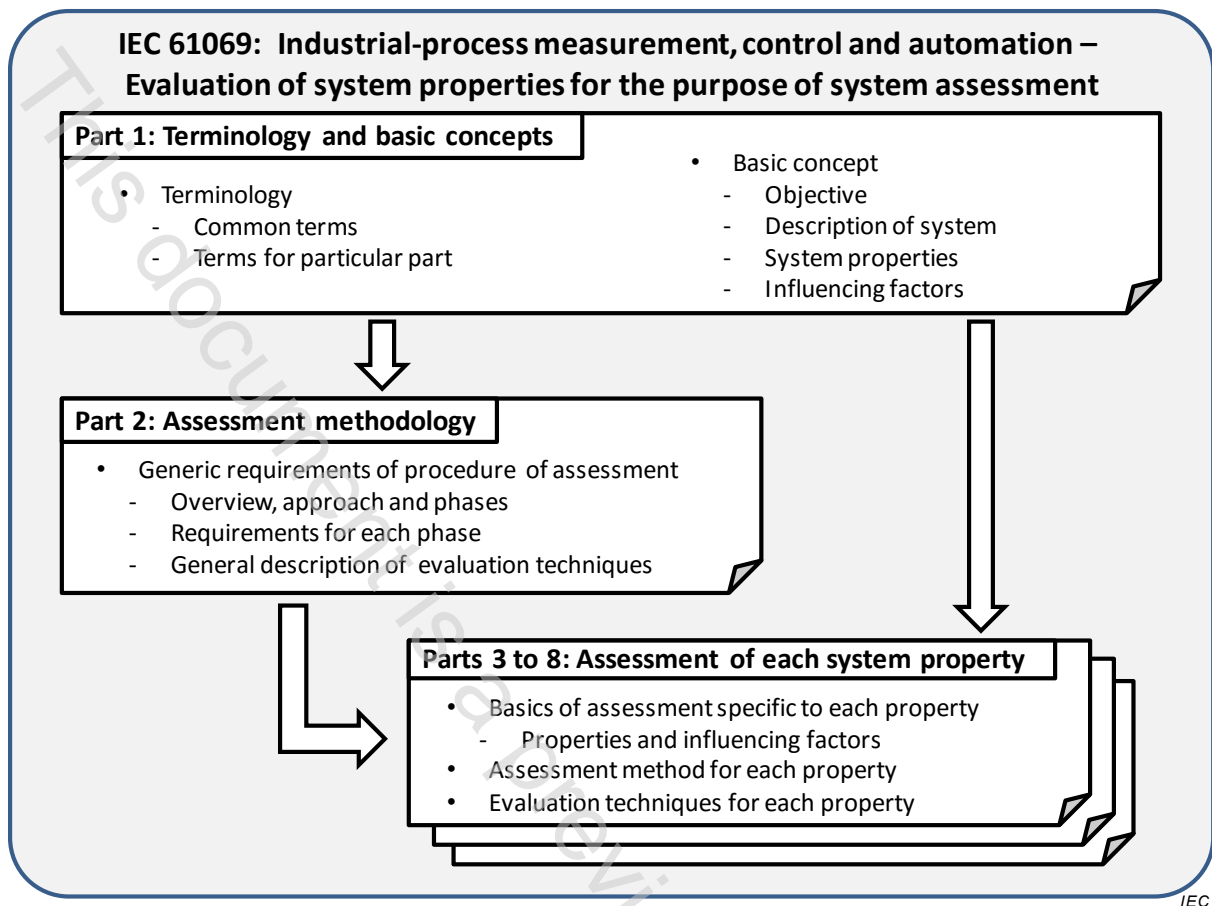 IEC 61069: Industrial-process measurement, control and automation –
Evaluation of system properties for the purpose of system assessment
Part 1: Terminology and basic concepts
• Terminology
- Common terms
- Terms for particular part
• Basic concept
- Objective
- Description of system
- System properties
- Influencing factors
Part 2: Assessment methodology
• Generic requirements of procedure of assessment
- Overview, approach and phases
- Requirements for each phase
- General description of evaluation techniques
Parts 3 to 8: Assessment of each system property
• Basics of assessment specific to each property
- Properties and influencing factors
• Assessment method for each property
• Evaluation techniques for each property
IEC
This document is a previ